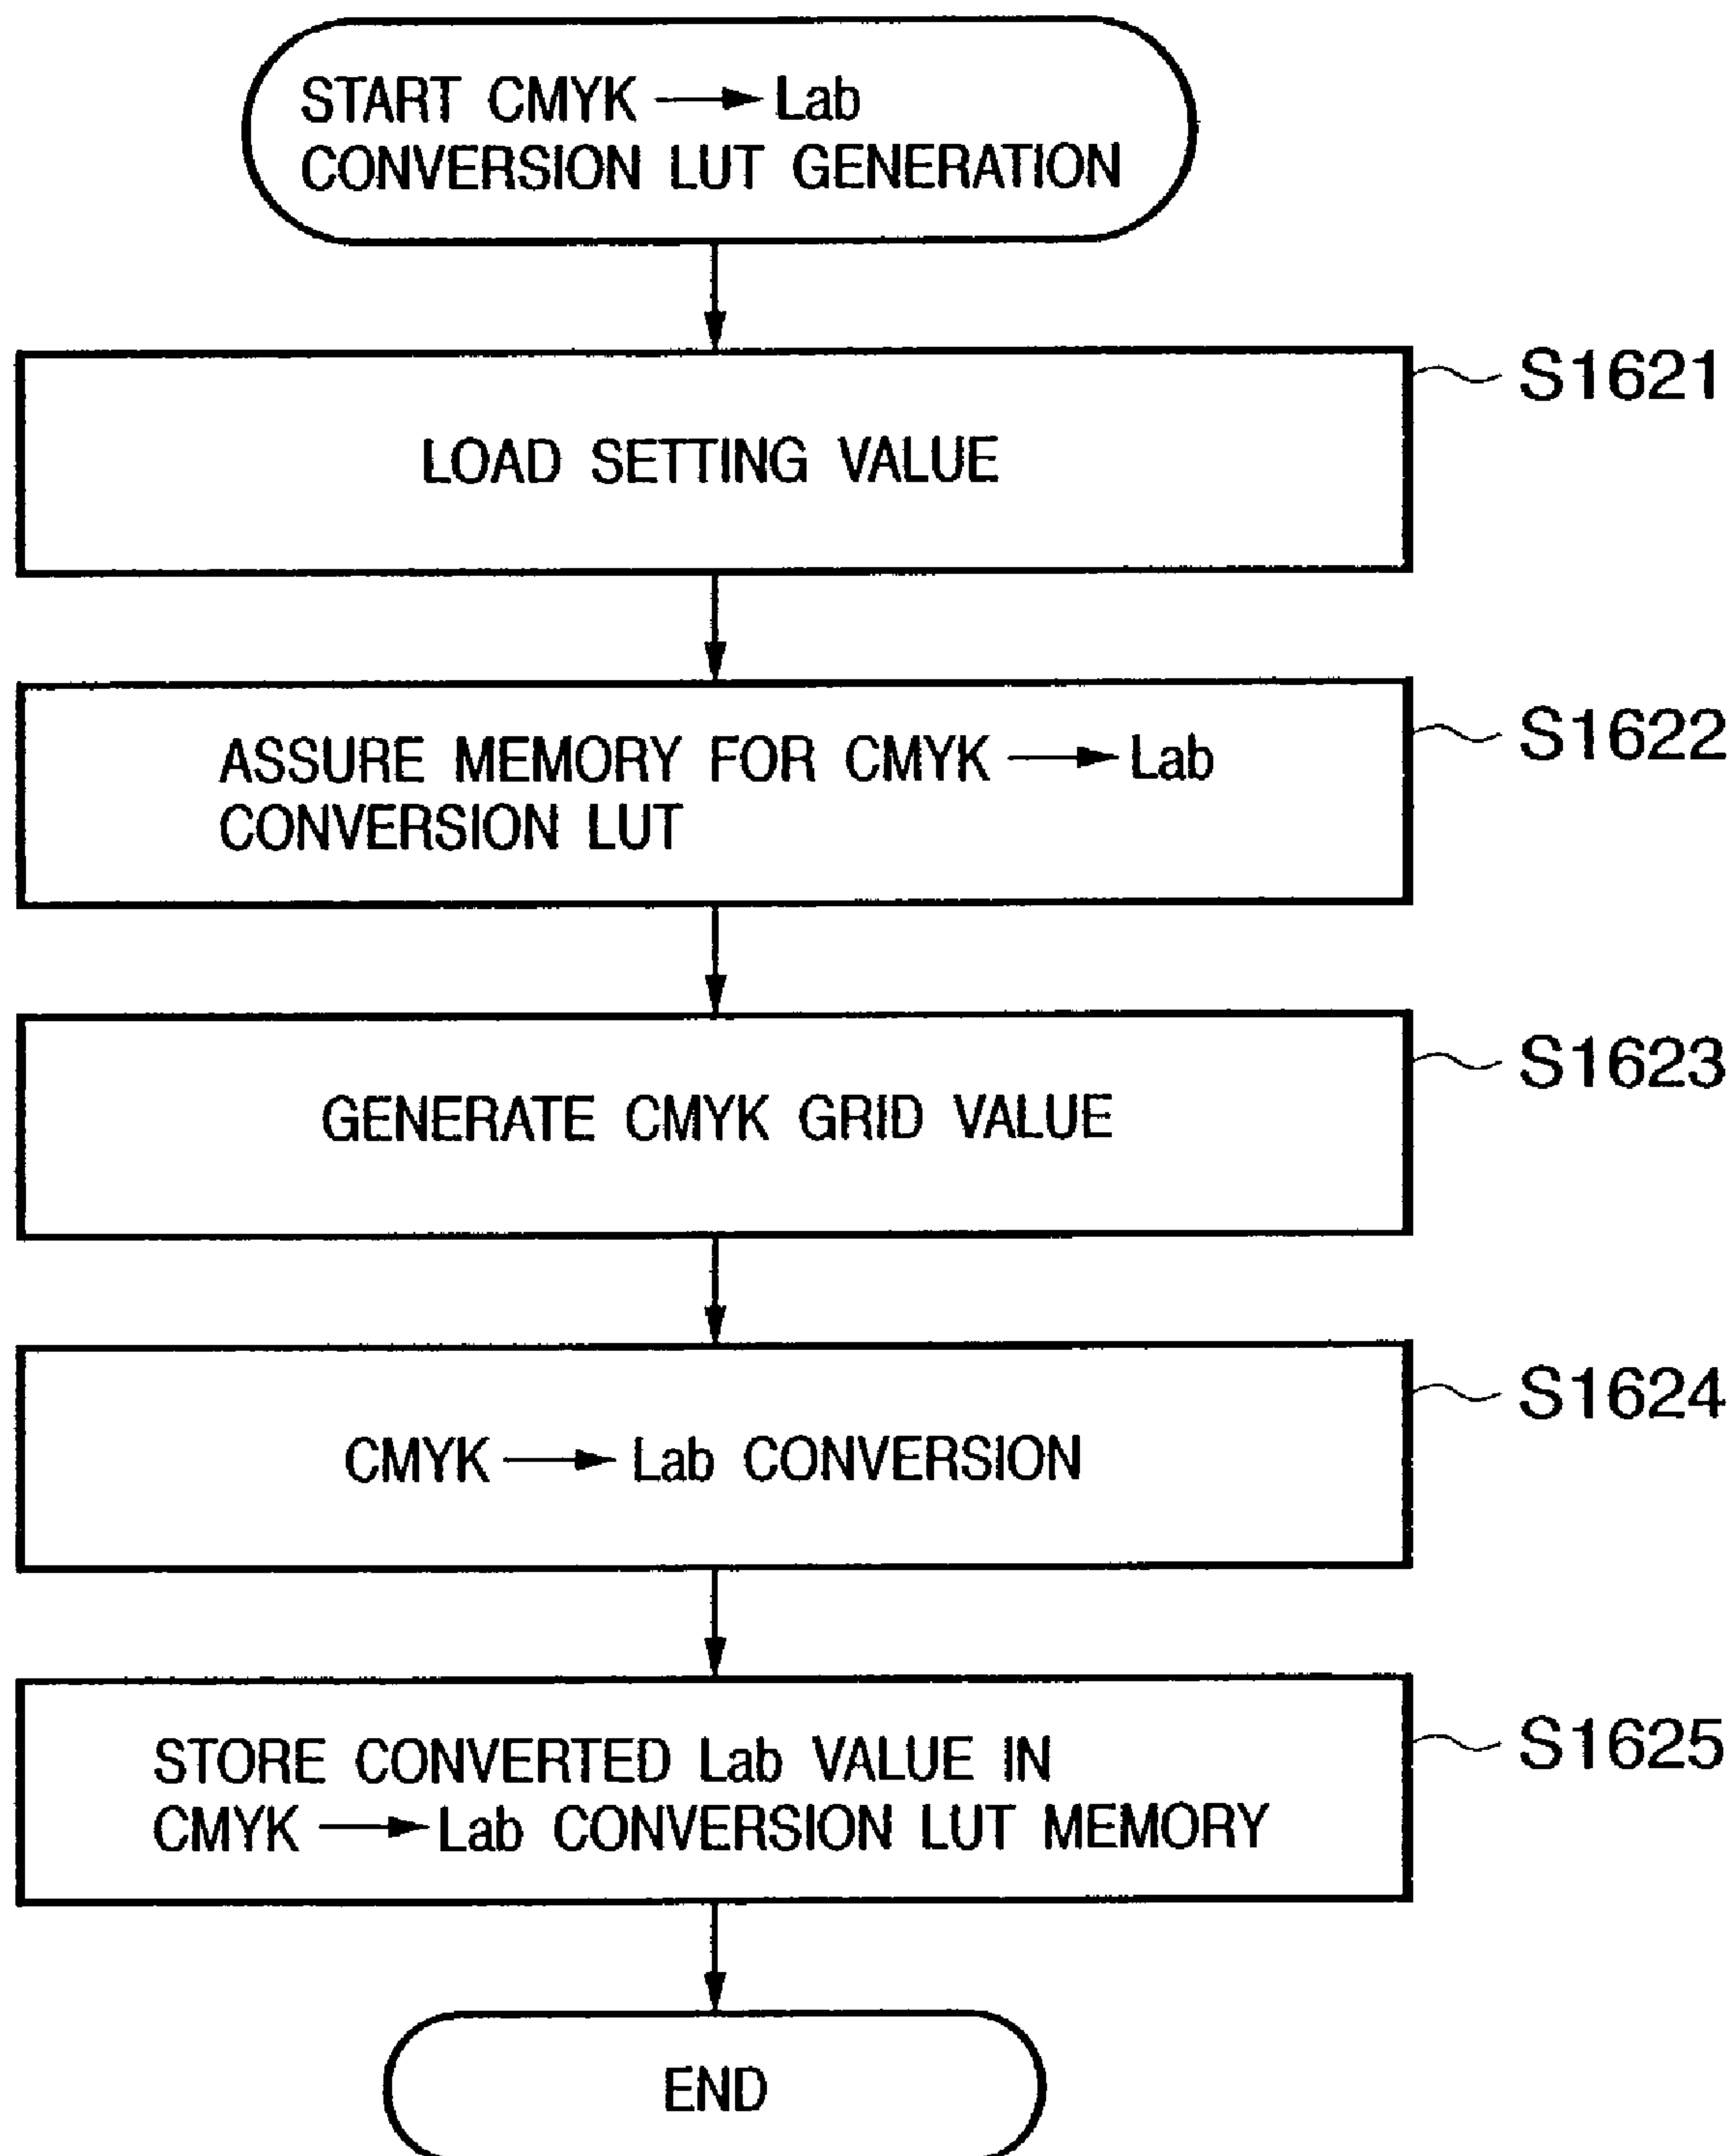 START CMYK → Lab
CONVERSION LUT GENERATION
S1621
LOAD SETTING VALUE
S1622
ASSURE MEMORY FOR CMYK → Lab
CONVERSION LUT
S1623
GENERATE CMYK GRID VALUE
S1624
CMYK → Lab CONVERSION
S1625
STORE CONVERTED Lab VALUE IN
CMYK → Lab CONVERSION LUT MEMORY
END